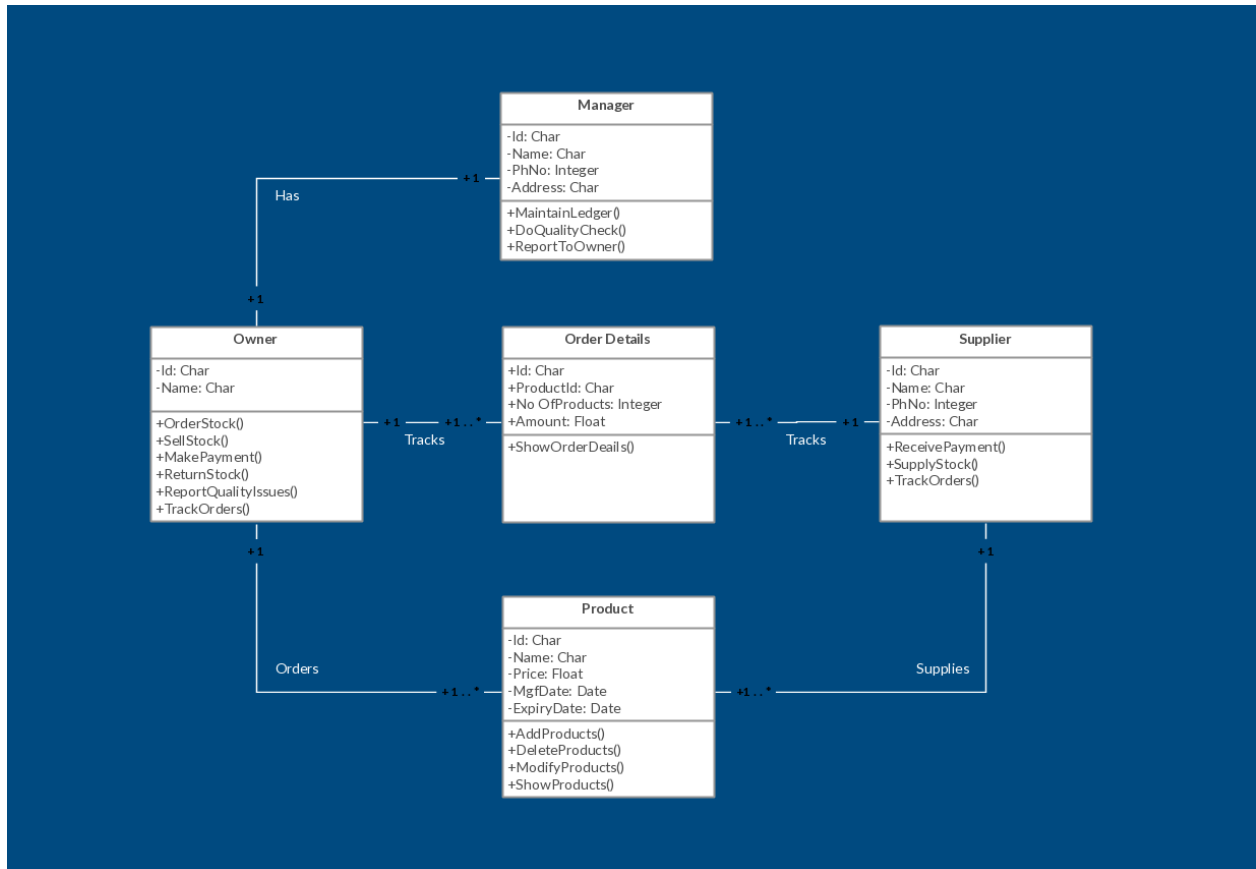 Manager
-Id: Char
-Name: Char
-PhNo: Integer
-Address: Char
+MaintainLedger()
+DoQualityCheck()
+ReportToOwner()
+1
Has
+1
Owner
-Id: Char
-Name: Char
+OrderStock()
+SellStock()
+MakePayment()
+ReturnStock()
+ReportQualityIssues()
+TrackOrders()
+1
+1..*
Tracks
Order Details
+Id: Char
+ProductId: Char
+No OfProducts: Integer
+Amount: Float
+ShowOrderDeails()
+1..*
+1
Tracks
Supplier
-Id: Char
-Name: Char
-PhNo: Integer
-Address: Char
+ReceivePayment()
+SupplyStock()
+TrackOrders()
+1
+1
Orders
+1..*
Product
-Id: Char
-Name: Char
-Price: Float
-MgfDate: Date
-ExpiryDate: Date
+AddProducts()
+DeleteProducts()
+ModifyProducts()
+ShowProducts()
+1..*
Supplies